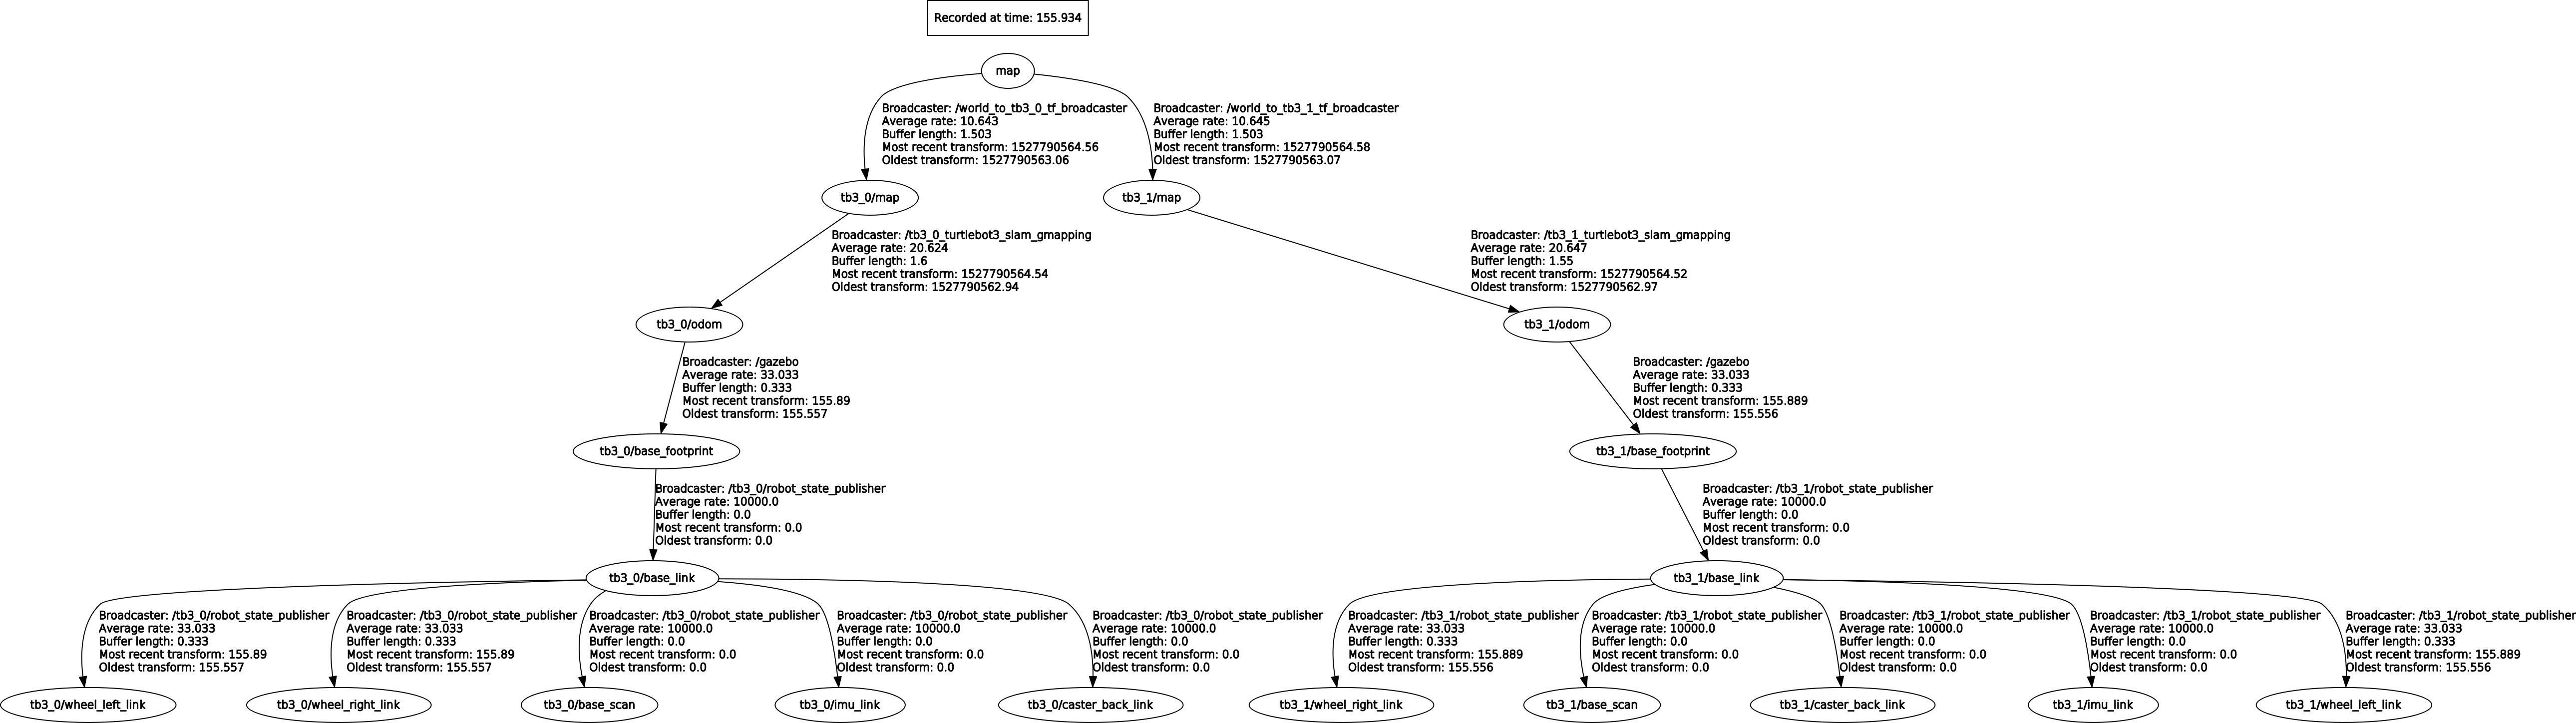 Recorded at time: 155.934
map
Broadcaster: /world_to_tb3_0_tf_broadcaster
Average rate: 10.643
Buffer length: 1.503
Most recent transform: 1527790564.56
Oldest transform: 1527790563.06
Broadcaster: /world_to_tb3_1_tf_broadcaster
Average rate: 10.645
Buffer length: 1.503
Most recent transform: 1527790564.58
Oldest transform: 1527790563.07
tb3_0/map
tb3_1/map
Broadcaster: /tb3_0_turtlebot3_slam_gmapping
Average rate: 20.624
Buffer length: 1.6
Most recent transform: 1527790564.54
Oldest transform: 1527790562.94
Broadcaster: /tb3_1_turtlebot3_slam_gmapping
Average rate: 20.647
Buffer length: 1.55
Most recent transform: 1527790564.52
Oldest transform: 1527790562.97
tb3_0/odom
tb3_1/odom
Broadcaster: /gazebo
Average rate: 33.033
Buffer length: 0.333
Most recent transform: 155.89
Oldest transform: 155.557
Broadcaster: /gazebo
Average rate: 33.033
Buffer length: 0.333
Most recent transform: 155.889
Oldest transform: 155.556
tb3_0/base_footprint
tb3_1/base_footprint
Broadcaster: /tb3_0/robot_state_publisher
Average rate: 10000.0
Buffer length: 0.0
Most recent transform: 0.0
Oldest transform: 0.0
Broadcaster: /tb3_1/robot_state_publisher
Average rate: 10000.0
Buffer length: 0.0
Most recent transform: 0.0
Oldest transform: 0.0
tb3_0/base_link
tb3_1/base_link
Broadcaster: /tb3_0/robot_state_publisher
Average rate: 33.033
Buffer length: 0.333
Most recent transform: 155.89
Oldest transform: 155.557
Broadcaster: /tb3_0/robot_state_publisher
Average rate: 33.033
Buffer length: 0.333
Most recent transform: 155.89
Oldest transform: 155.557
Broadcaster: /tb3_0/robot_state_publisher
Average rate: 10000.0
Buffer length: 0.0
Most recent transform: 0.0
Oldest transform: 0.0
Broadcaster: /tb3_0/robot_state_publisher
Average rate: 10000.0
Buffer length: 0.0
Most recent transform: 0.0
Oldest transform: 0.0
Broadcaster: /tb3_0/robot_state_publisher
Average rate: 10000.0
Buffer length: 0.0
Most recent transform: 0.0
Oldest transform: 0.0
Broadcaster: /tb3_1/robot_state_publisher
Average rate: 33.033
Buffer length: 0.333
Most recent transform: 155.889
Oldest transform: 155.556
Broadcaster: /tb3_1/robot_state_publisher
Average rate: 10000.0
Buffer length: 0.0
Most recent transform: 0.0
Oldest transform: 0.0
Broadcaster: /tb3_1/robot_state_publisher
Average rate: 10000.0
Buffer length: 0.0
Most recent transform: 0.0
Oldest transform: 0.0
Broadcaster: /tb3_1/robot_state_publisher
Average rate: 10000.0
Buffer length: 0.0
Most recent transform: 0.0
Oldest transform: 0.0
Broadcaster: /tb3_1/robot_state_publisher
Average rate: 33.033
Buffer length: 0.333
Most recent transform: 155.889
Oldest transform: 155.556
tb3_0/wheel_left_link
tb3_0/wheel_right_link
tb3_0/base_scan
tb3_0/imu_link
tb3_0/caster_back_link
tb3_1/wheel_right_link
tb3_1/base_scan
tb3_1/caster_back_link
tb3_1/imu_link
tb3_1/wheel_left_link